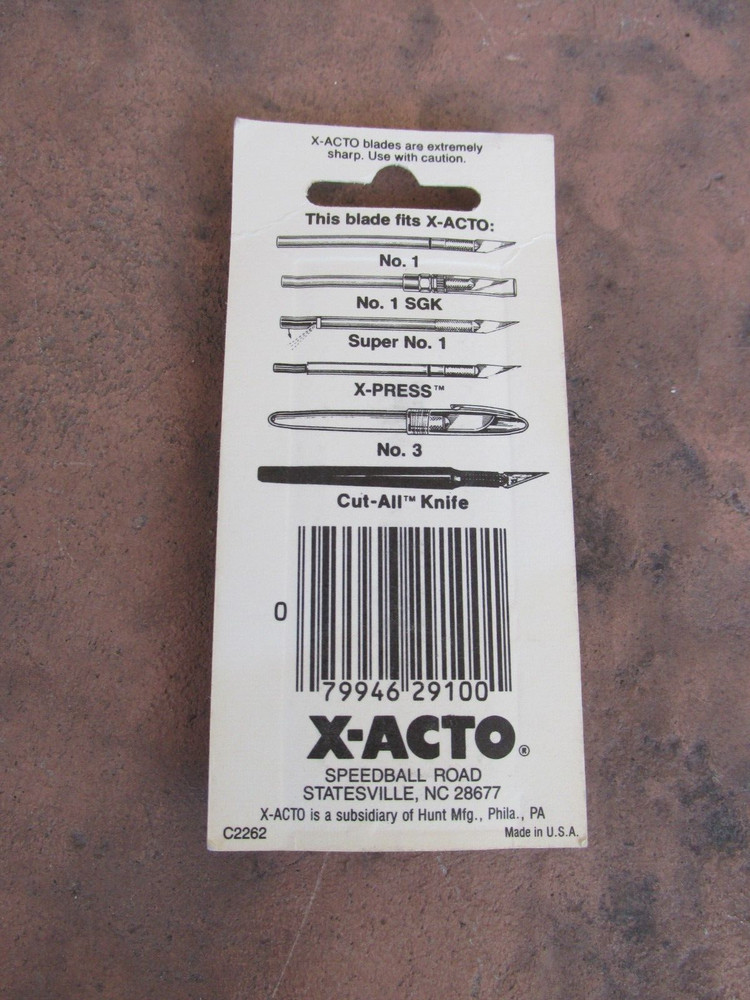 X-ACTO blades are extremely
sharp. Use with caution.
This blade fits X-ACTO:
No. 1
No. 1 SGK
Super No. 1
X-PRESS™
No. 3
Cut-All™ Knife
0
79946 29100
X-ACTO®
SPEEDBALL ROAD
STATESVILLE, NC 28677
X-ACTO is a subsidiary of Hunt Mfg., Phila., PA
C2262 Made in U.S.A.